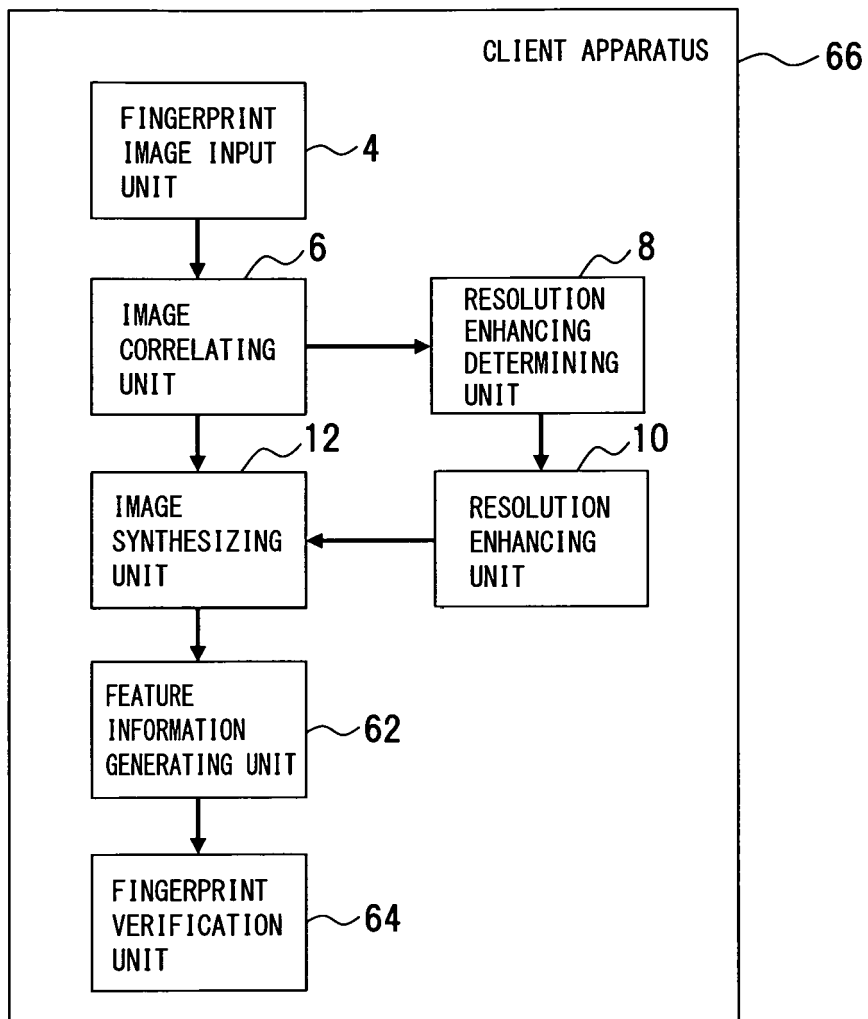 CLIENT APPARATUS
66
FINGERPRINT
IMAGE INPUT
UNIT
4
6
IMAGE
CORRELATING
UNIT
8
RESOLUTION
ENHANCING
DETERMINING
UNIT
12
IMAGE
SYNTHESIZING
UNIT
10
RESOLUTION
ENHANCING
UNIT
FEATURE
INFORMATION
GENERATING UNIT
62
FINGERPRINT
VERIFICATION
UNIT
64